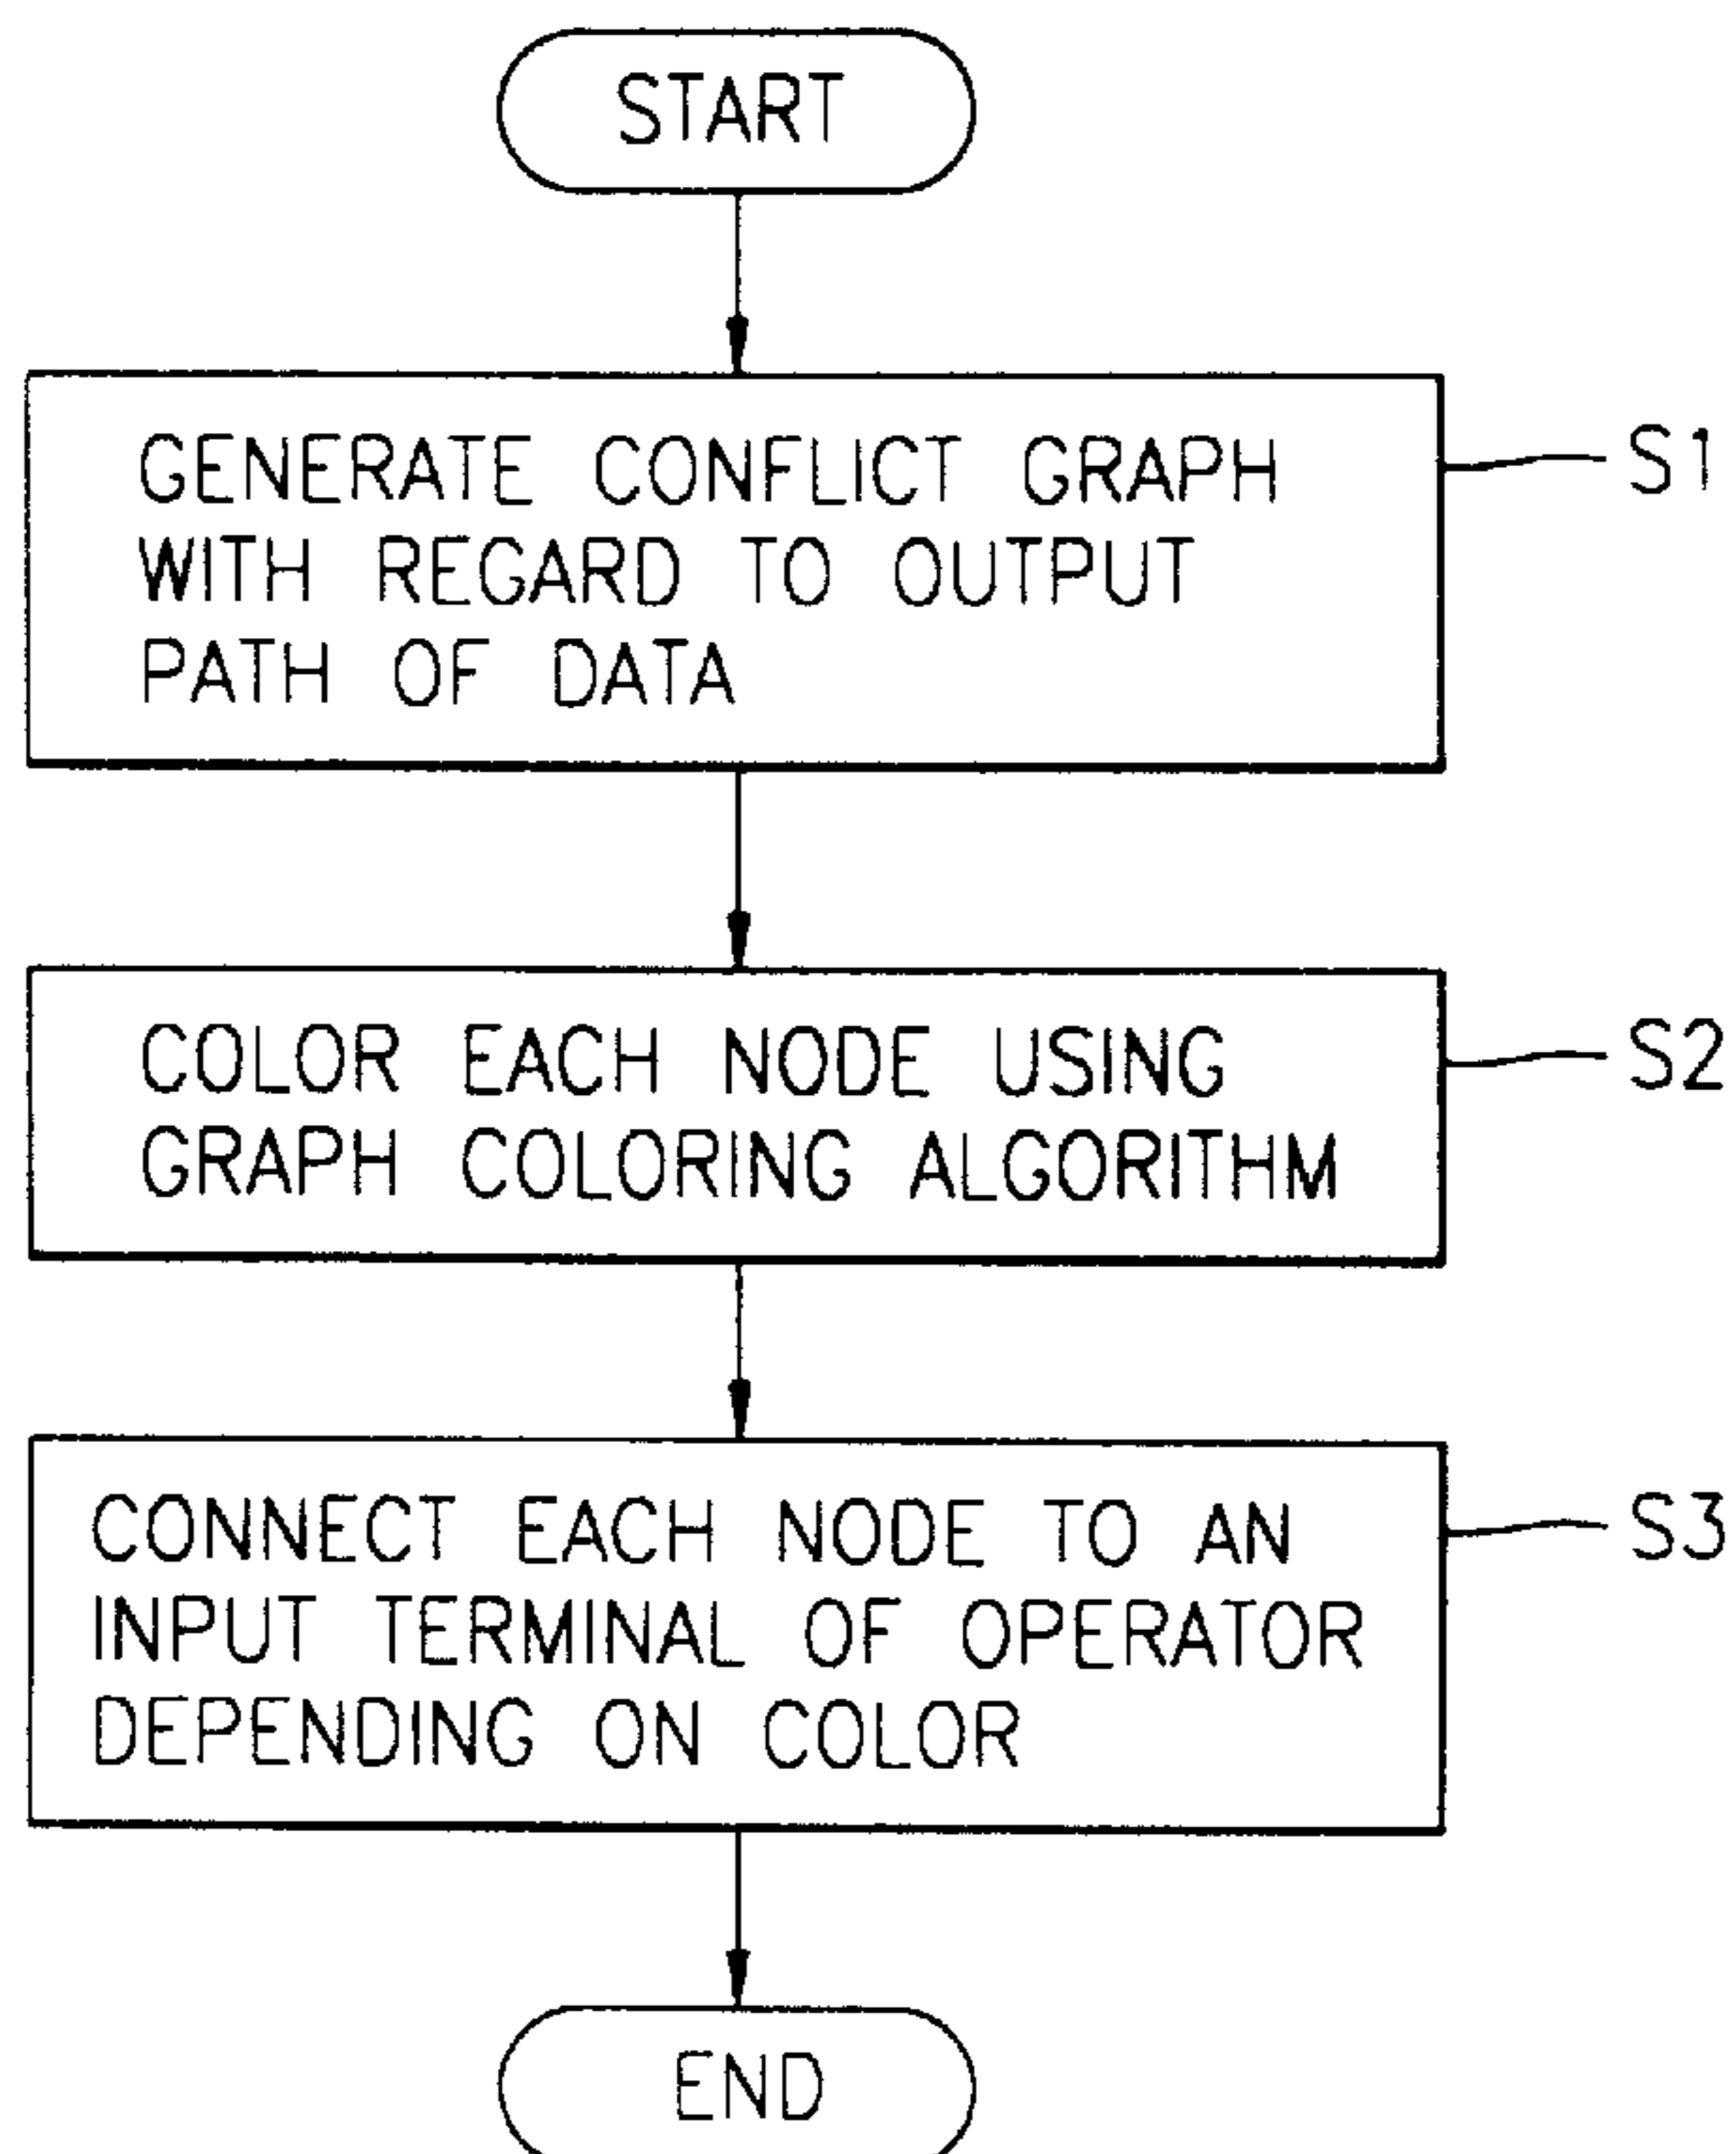 START
GENERATE CONFLICT GRAPH
WITH REGARD TO OUTPUT
PATH OF DATA
S1
COLOR EACH NODE USING
GRAPH COLORING ALGORITHM
S2
CONNECT EACH NODE TO AN
INPUT TERMINAL OF OPERATOR
DEPENDING ON COLOR
S3
END